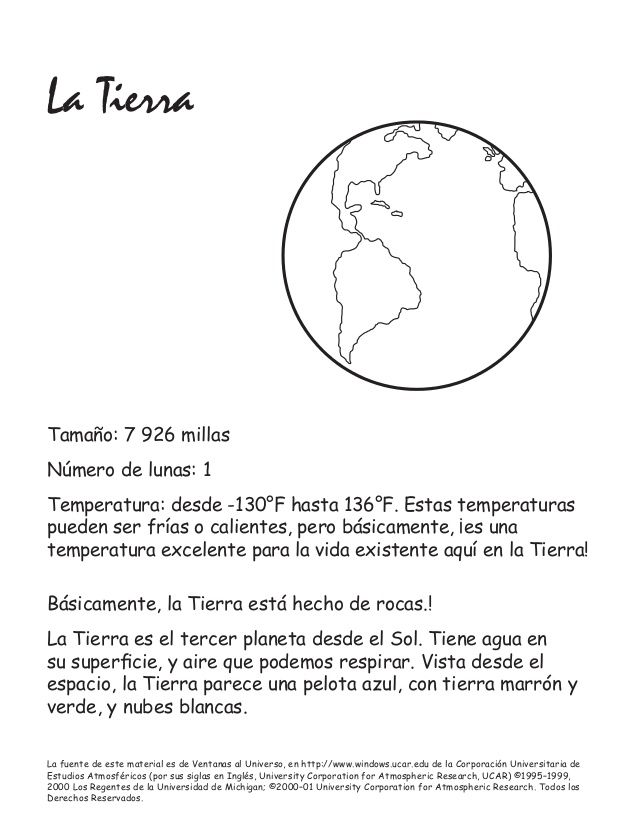 La Tierra
Tamaño: 7 926 millas
Número de lunas: 1
Temperatura: desde -130°F hasta 136°F. Estas temperaturas
pueden ser frías o calientes, pero básicamente, ¡es una
temperatura excelente para la vida existente aquí en la Tierra!
Básicamente, la Tierra está hecho de rocas.!
La Tierra es el tercer planeta desde el Sol. Tiene agua en
su superficie, y aire que podemos respirar. Vista desde el
espacio, la Tierra parece una pelota azul, con tierra marrón y
verde, y nubes blancas.
La fuente de este material es de Ventanas al Universo, en http://www.windows.ucar.edu de la Corporación Universitaria de
Estudios Atmosféricos (por sus siglas en Inglés, University Corporation for Atmospheric Research, UCAR) ©1995-1999,
2000 Los Regentes de la Universidad de Michigan; ©2000-01 University Corporation for Atmospheric Research. Todos los
Derechos Reservados.